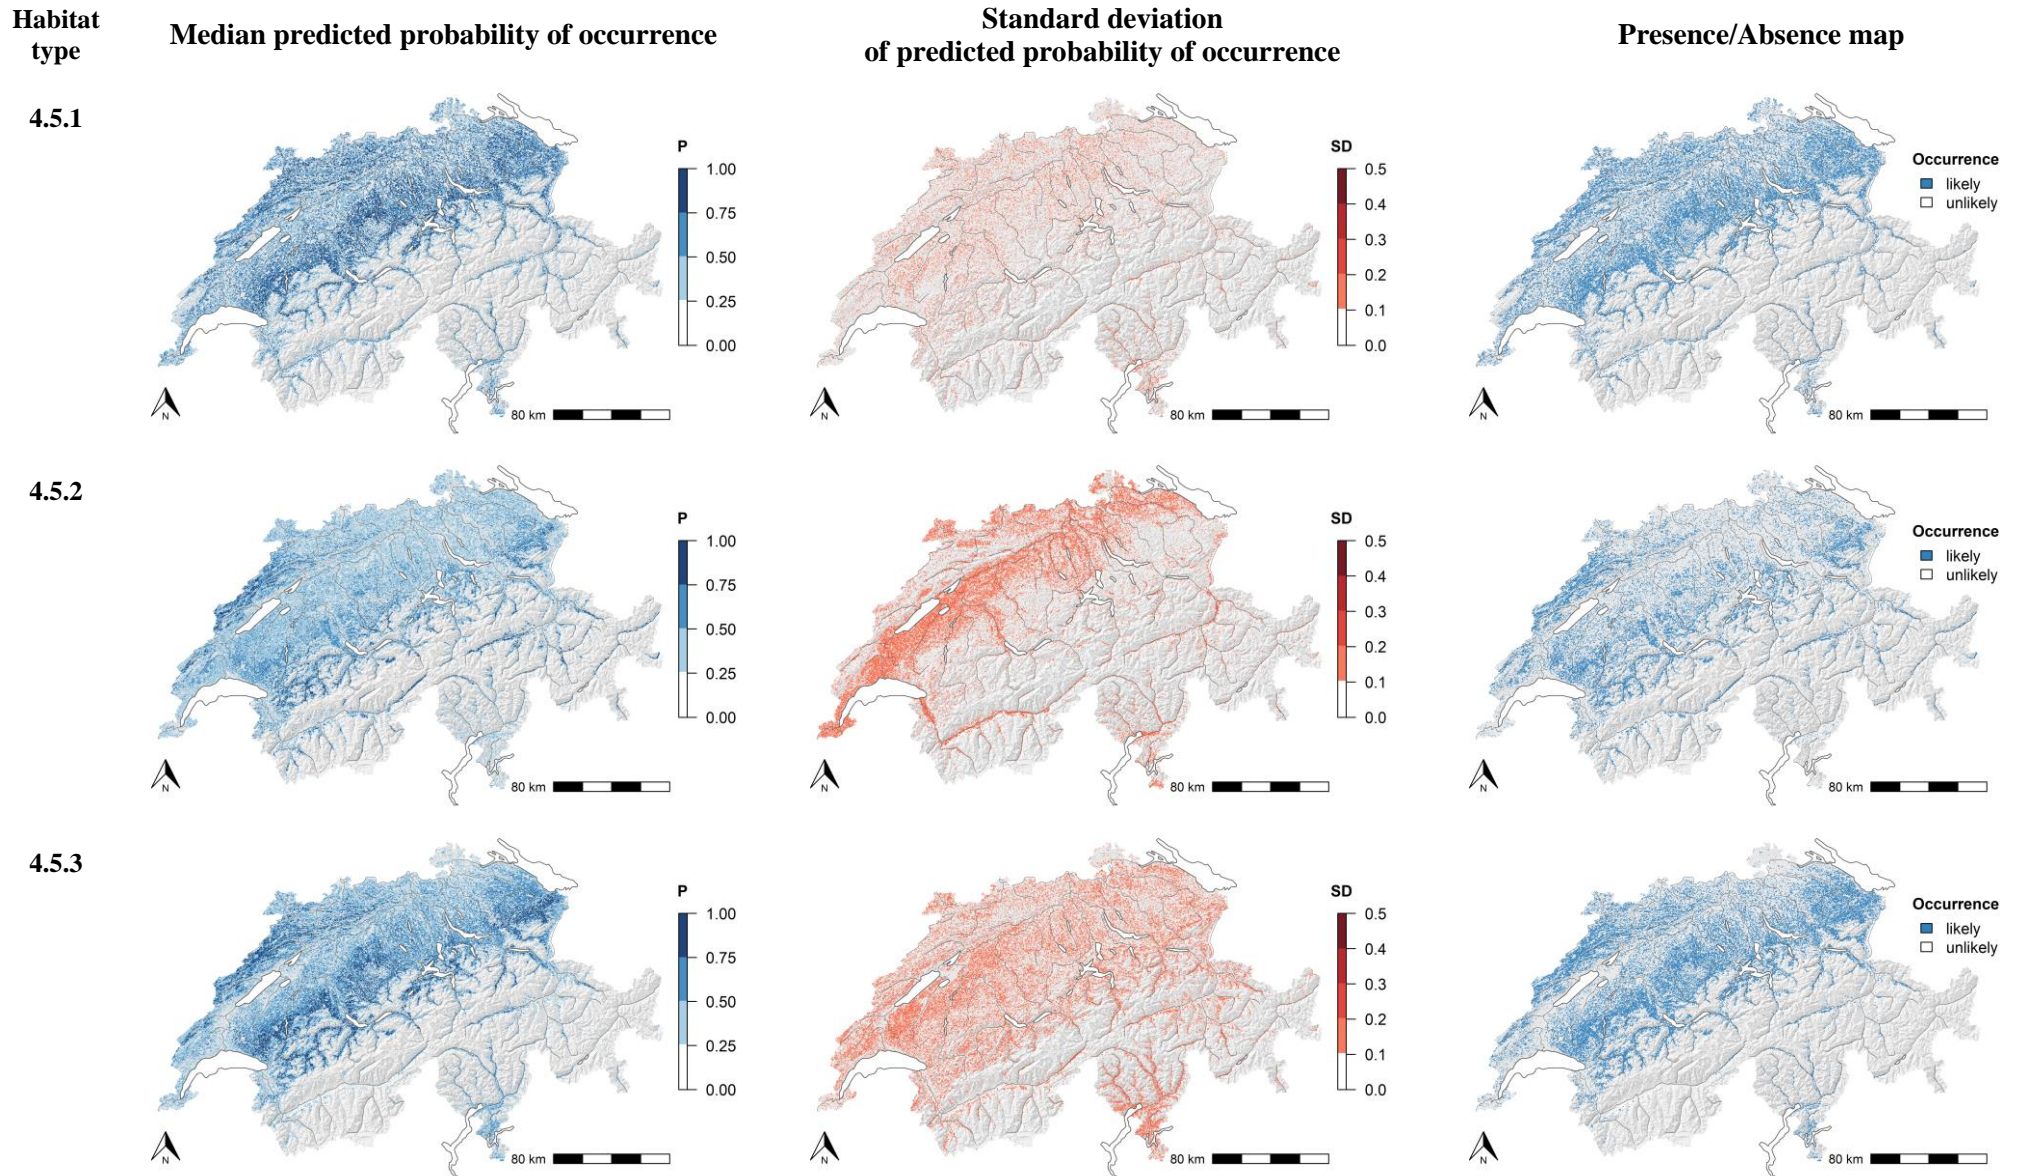 Habitat
type
Median predicted probability of occurrence
Standard deviation
of predicted probability of occurrence
Presence/Absence map
4.5.1
P
1.00
0.75
0.50
0.25
0.00
N
80 km
SD
0.5
0.4
0.3
0.2
0.1
0.0
N
80 km
Occurrence
likely
unlikely
N
80 km
4.5.2
P
1.00
0.75
0.50
0.25
0.00
N
80 km
SD
0.5
0.4
0.3
0.2
0.1
0.0
N
80 km
Occurrence
likely
unlikely
N
80 km
4.5.3
P
1.00
0.75
0.50
0.25
0.00
N
80 km
SD
0.5
0.4
0.3
0.2
0.1
0.0
N
80 km
Occurrence
likely
unlikely
N
80 km